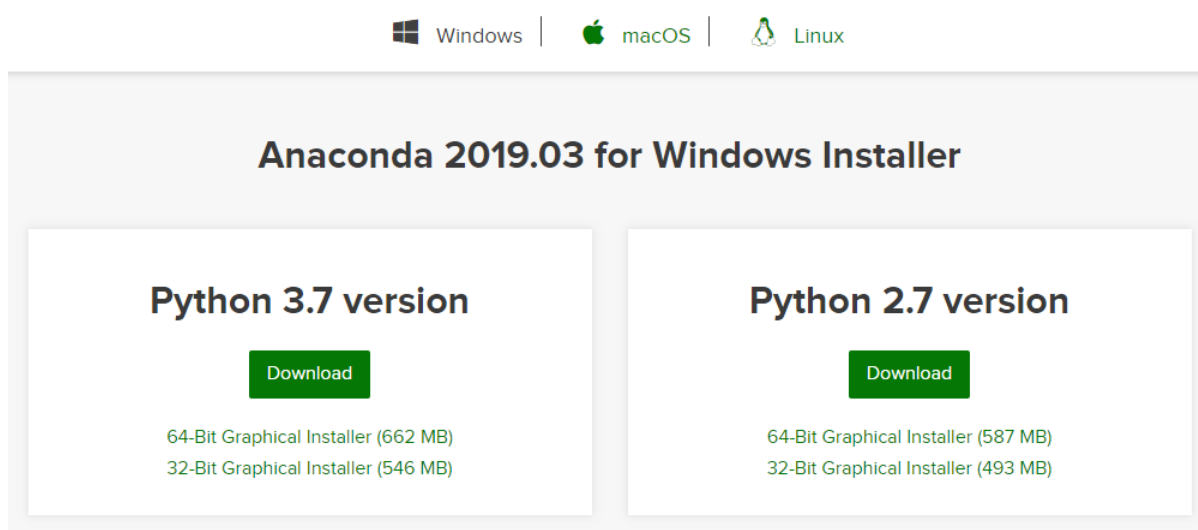 Windows macOS Linux
Anaconda 2019.03 for Windows Installer
Python 3.7 version
Download
64-Bit Graphical Installer (662 MB)
32-Bit Graphical Installer (546 MB)
Python 2.7 version
Download
64-Bit Graphical Installer (587 MB)
32-Bit Graphical Installer (493 MB)